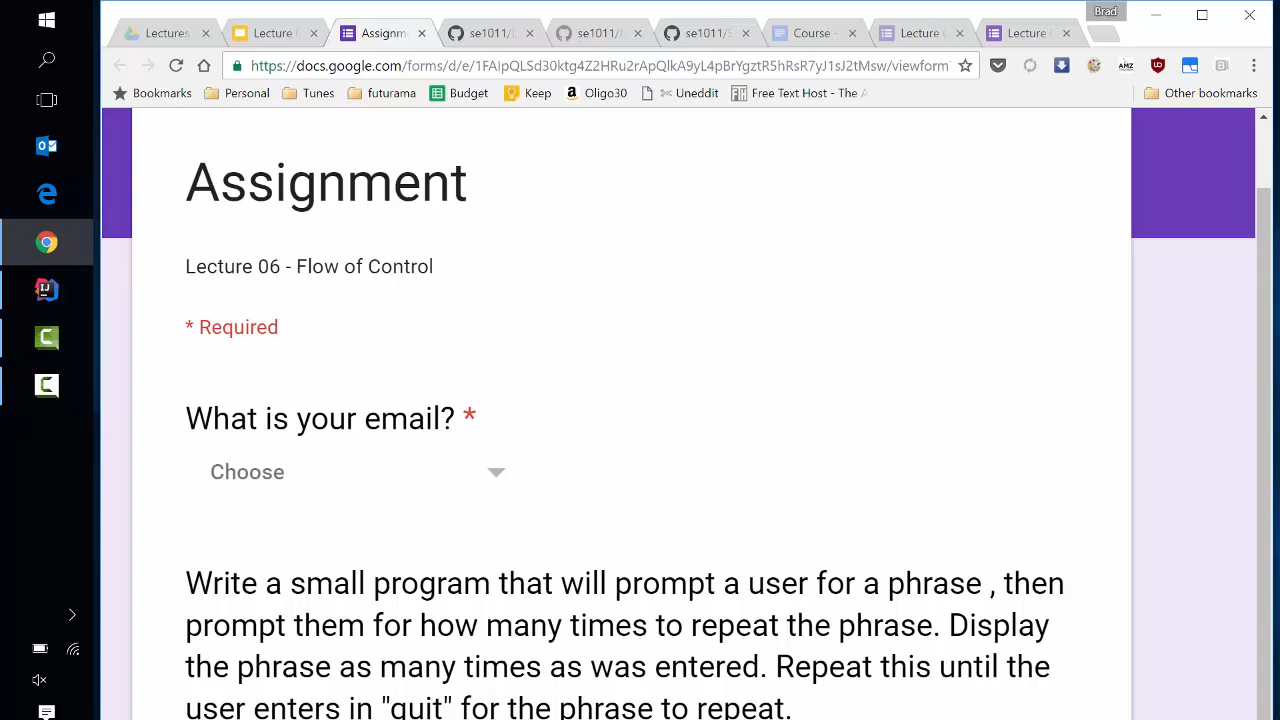 Brad
Lecture
Lecture
Assignm
se1011/
se1011/
se1011/
Course
Lecture
Lecture
https://docs.google.com/forms/d/e/1FAIpQLSd30ktg4Z2HRu2rApQlkA9yL4pBrYgztR5hRsR7yJ1sJ2tMsw/viewform
AMZ
Bookmarks Personal Tunes futurama Budget Keep Oligo30 Uneddit Free Text Host - The A Other bookmarks
Assignment
Lecture 06 - Flow of Control
* Required
What is your email? *
Choose
Write a small program that will prompt a user for a phrase , then
prompt them for how many times to repeat the phrase. Display
the phrase as many times as was entered. Repeat this until the
user enters in "quit" for the phrase to repeat.